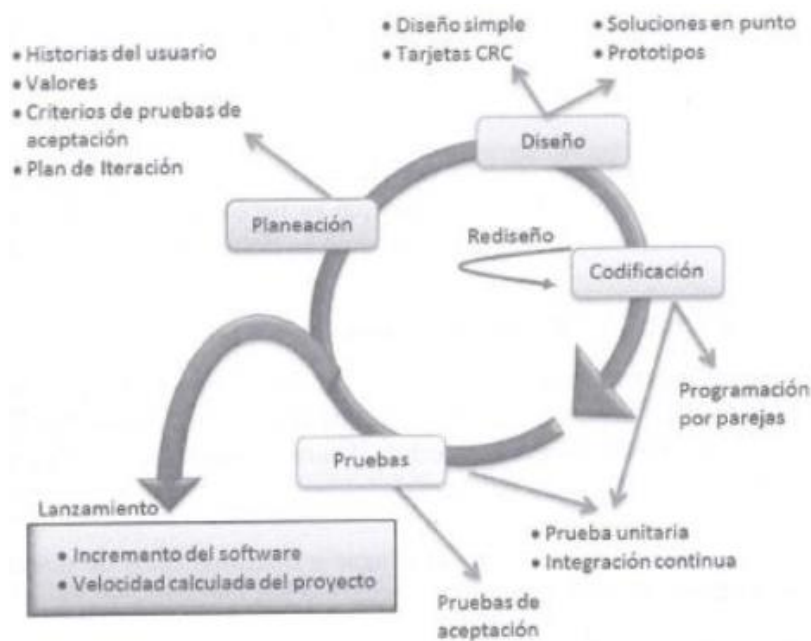 • Diseño simple
• Tarjetas CRC
• Soluciones en punto
• Prototipos
• Historias del usuario
• Valores
• Criterios de pruebas de
aceptación
• Plan de Iteración
Diseño
Planeación
Rediseño
Codificación
Programación
por parejas
Pruebas
Lanzamiento
• Incremento del software
• Velocidad calculada del proyecto
• Prueba unitaria
• Integración continua
Pruebas de
aceptación